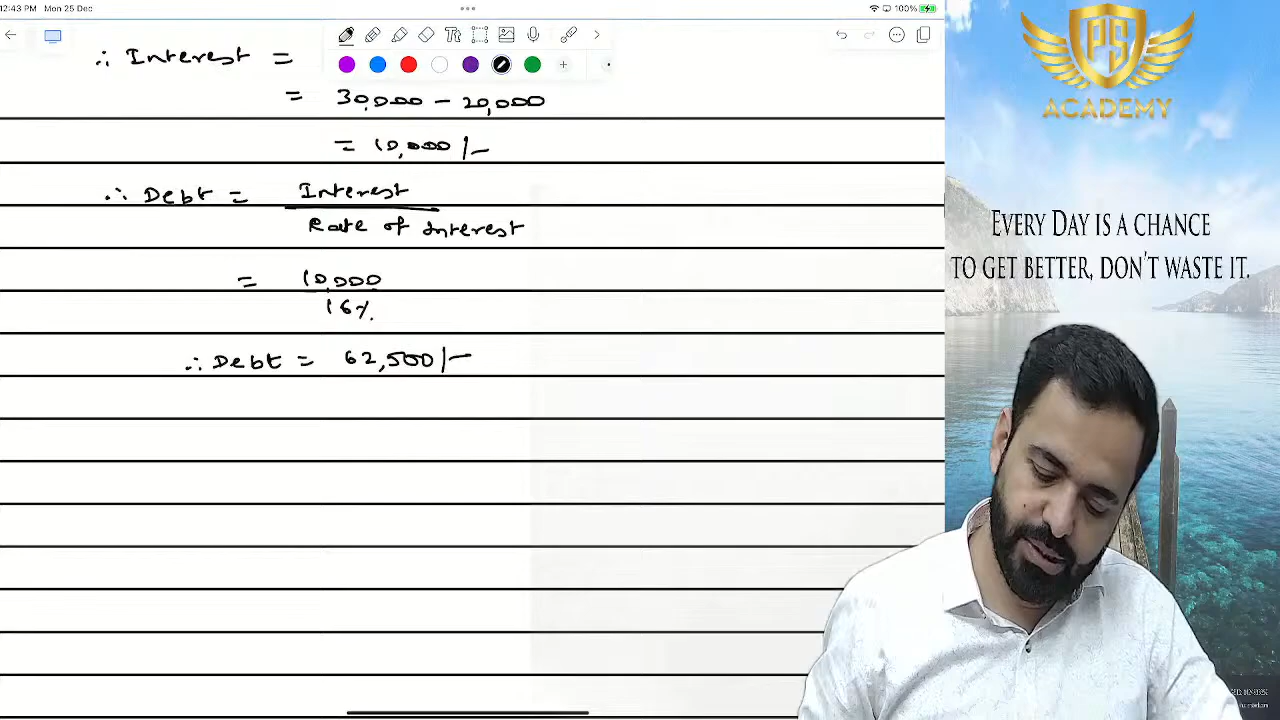 12:43 PM Mon 25 Dec
100%
∴ Interest =
= 30,000 – 20,000
= 10,000/–
∴ Debt = Interest
Rate of Interest
= 10,000
16%
∴ Debt = 62,500/–
PS
ACADEMY
EVERY DAY IS A CHANCE
TO GET BETTER, DON'T WASTE IT.